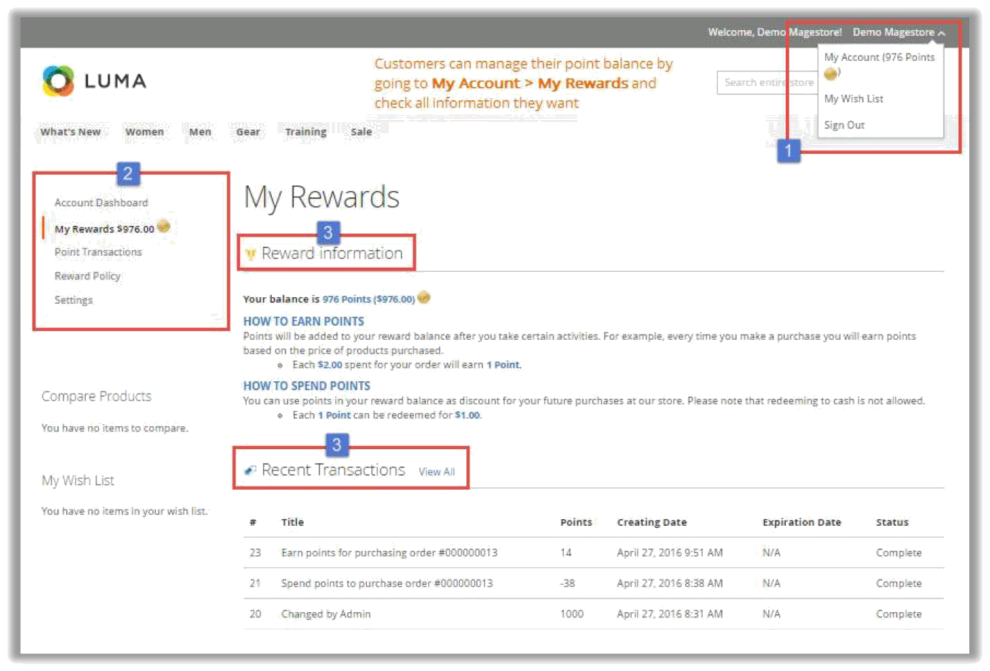 Welcome, Demo Magestore! Demo Magestore
My Account (976 Points
)
My Wish List
Sign Out
1
LUMA
Customers can manage their point balance by
going to My Account > My Rewards and
check all information they want
Search entire store
What's New Women Men Gear Training Sale
2
Account Dashboard
My Rewards $976.00
Point Transactions
Reward Policy
Settings
Compare Products
You have no items to compare.
My Wish List
You have no items in your wish list.
My Rewards
3
Reward information
Your balance is 976 Points ($976.00)
HOW TO EARN POINTS
Points will be added to your reward balance after you take certain activities. For example, every time you make a purchase you will earn points
based on the price of products purchased.
Each $2.00 spent for your order will earn 1 Point.
HOW TO SPEND POINTS
You can use points in your reward balance as discount for your future purchases at our store. Please note that redeeming to cash is not allowed.
Each 1 Point can be redeemed for $1.00.
3
Recent Transactions View All
# Title Points Creating Date Expiration Date Status
23 Earn points for purchasing order #000000013 14 April 27, 2016 9:51 AM N/A Complete
21 Spend points to purchase order #000000013 -38 April 27, 2016 8:38 AM N/A Complete
20 Changed by Admin 1000 April 27, 2016 8:31 AM N/A Complete